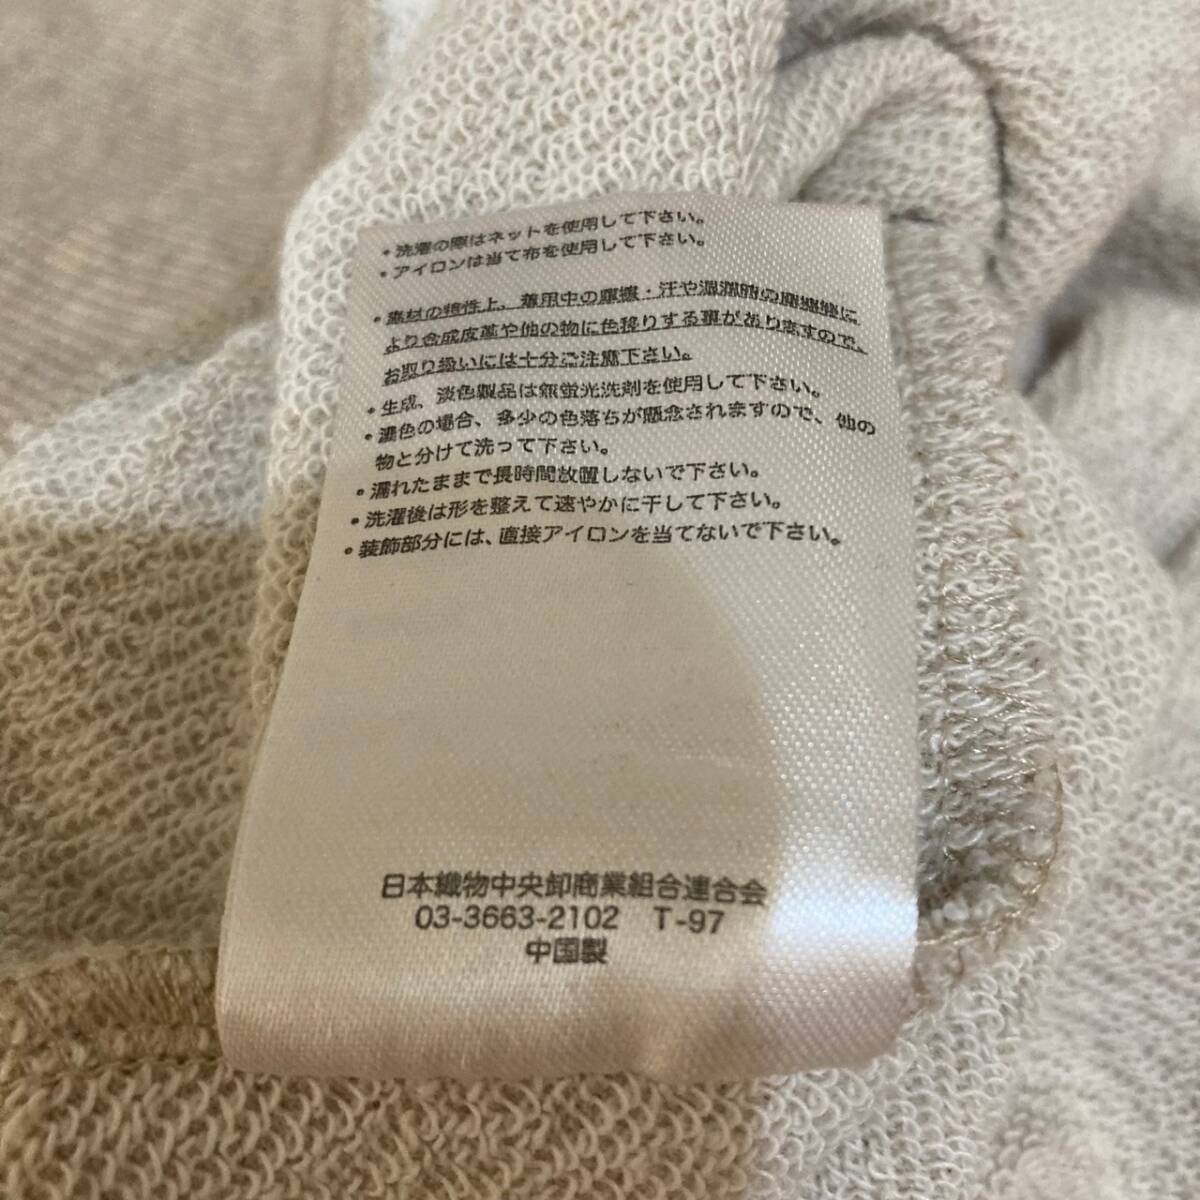 ・洗濯の際はネットを使用して下さい。
・アイロンは当て布を使用して下さい。
・素材の特性上、着用中の摩擦・汗や湿潤時の摩擦等に
より合成皮革や他の物に色移りする事がありますので、
お取り扱いには十分ご注意下さい。
・生成、淡色製品は無蛍光洗剤を使用して下さい。
・濃色の場合、多少の色落ちが懸念されますので、他の
物と分けて洗って下さい。
・濡れたままで長時間放置しないで下さい。
・洗濯後は形を整えて速やかに干して下さい。
・装飾部分には、直接アイロンを当てないで下さい。
日本織物中央卸商業組合連合会
03-3663-2102 T-97
中国製